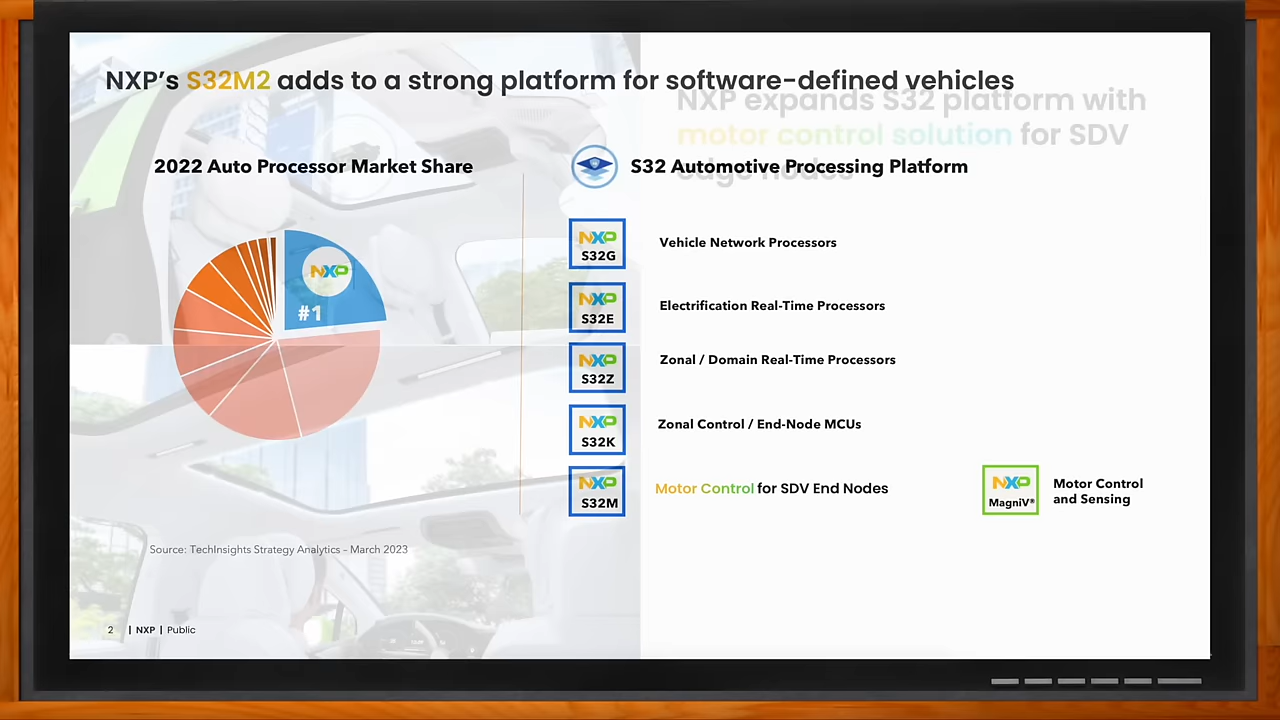 NXP's S32M2 adds to a strong platform for software-defined vehicles
NXP expands S32 platform with
motor control solution for SDV
edge nodes
2022 Auto Processor Market Share
S32 Automotive Processing Platform
NXP
#1
NXP
S32G
Vehicle Network Processors
NXP
S32E
Electrification Real-Time Processors
NXP
S32Z
Zonal / Domain Real-Time Processors
NXP
S32K
Zonal Control / End-Node MCUs
NXP
S32M
Motor Control for SDV End Nodes
NXP
MagniV®
Motor Control
and Sensing
Source: TechInsights Strategy Analytics – March 2023
2 | NXP | Public